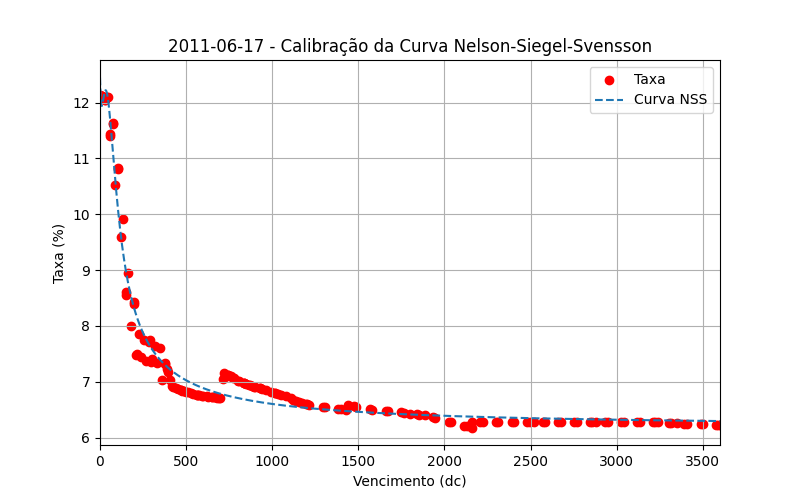 2011-06-17 - Calibração da Curva Nelson-Siegel-Svensson
Taxa
Curva NSS
Taxa (%)
12
11
10
9
8
7
6
0 500 1000 1500 2000 2500 3000 3500
Vencimento (dc)